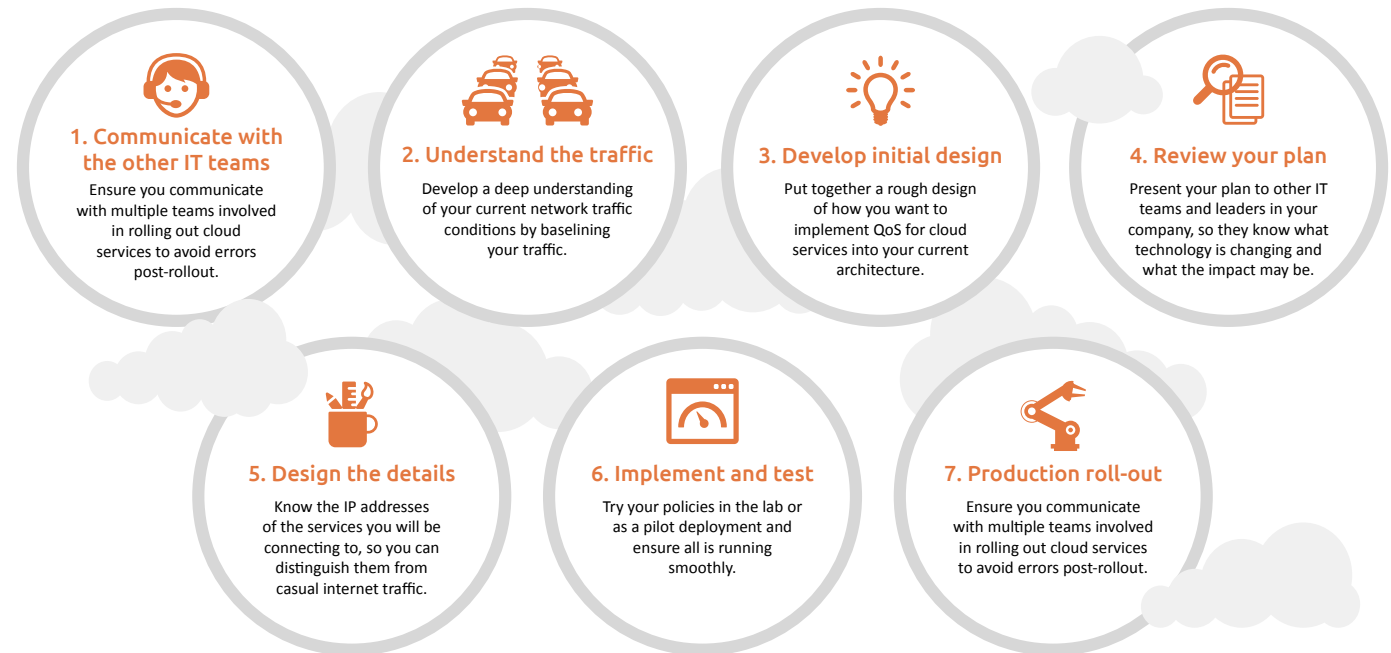 1. Communicate with
the other IT teams
Ensure you communicate
with multiple teams involved
in rolling out cloud
services to avoid errors
post-rollout.
2. Understand the traffic
Develop a deep understanding
of your current network traffic
conditions by baselining
your traffic.
3. Develop initial design
Put together a rough design
of how you want to
implement QoS for cloud
services into your current
architecture.
4. Review your plan
Present your plan to other IT
teams and leaders in your
company, so they know what
technology is changing and
what the impact may be.
5. Design the details
Know the IP addresses
of the services you will be
connecting to, so you can
distinguish them from
casual internet traffic.
6. Implement and test
Try your policies in the lab or
as a pilot deployment and
ensure all is running
smoothly.
7. Production roll-out
Ensure you communicate
with multiple teams involved
in rolling out cloud services
to avoid errors post-rollout.